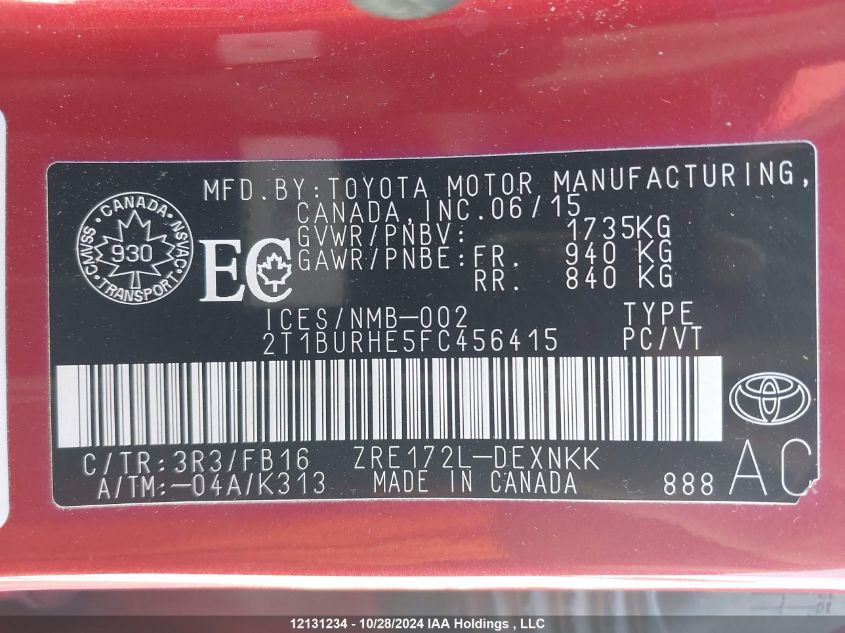 MFD.BY:TOYOTA MOTOR MANUFACTURING,
CANADA,INC.06/15
GVWR/PNBV: 1735KG
GAWR/PNBE:FR. 940 KG
RR. 840 KG
CANADA
CMVSS 930 NSVAC
TRANSPORT
EC
ICES/NMB-002 TYPE
2T1BURHE5FC456415 PC/VT
C/TR:3R3/FB16 ZRE172L-DEXNKK
A/TM:-04A/K313 MADE IN CANADA 888 AC
12131234 - 10/28/2024 IAA Holdings , LLC